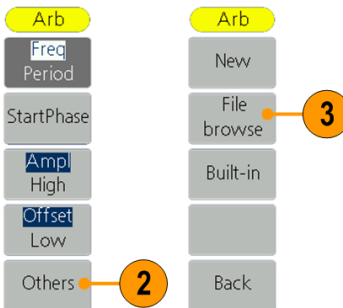 Arb
Freq
Period
StartPhase
Ampl
High
Offset
Low
Others
2
Arb
New
File
browse
3
Built-in
Back